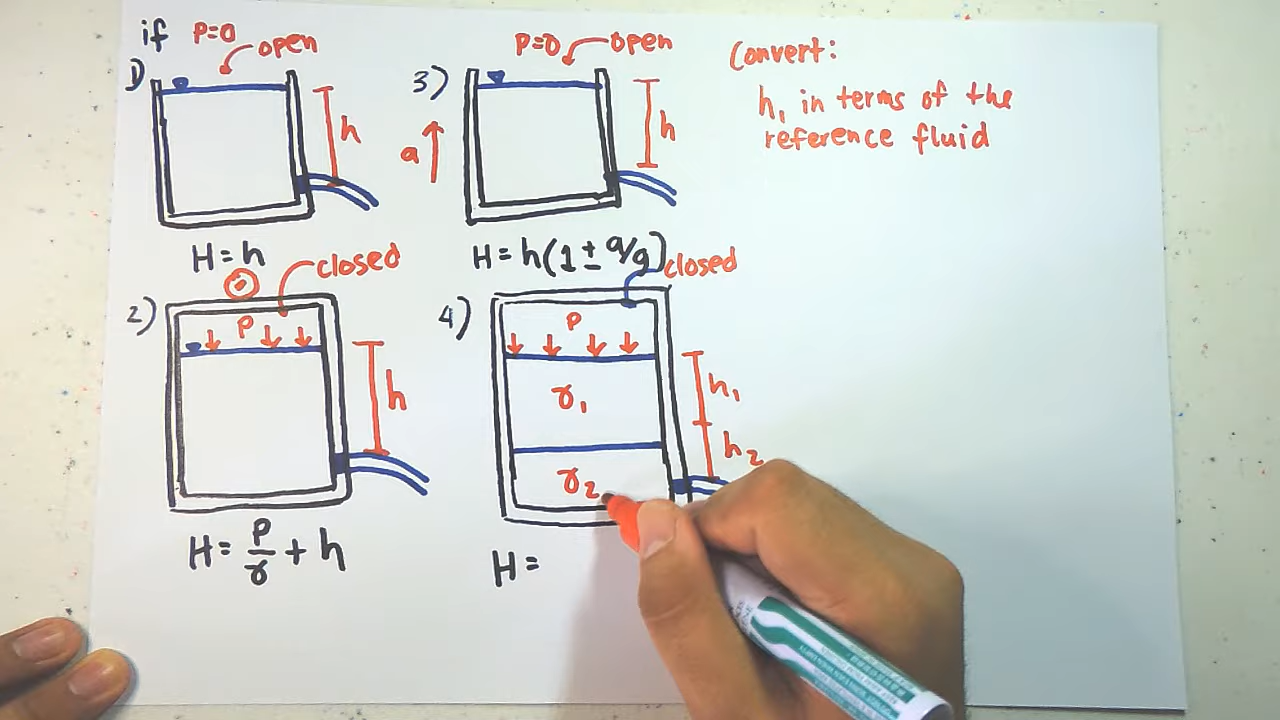 if P=0
open
1)
h
H = h
P=0
open
3)
a
h
H = h(1 ± a/g)
2)
closed
P
h
H = P/γ + h
4)
closed
P
γ₁
h₁
γ₂
h₂
H =
Convert:
h₁ in terms of the
reference fluid